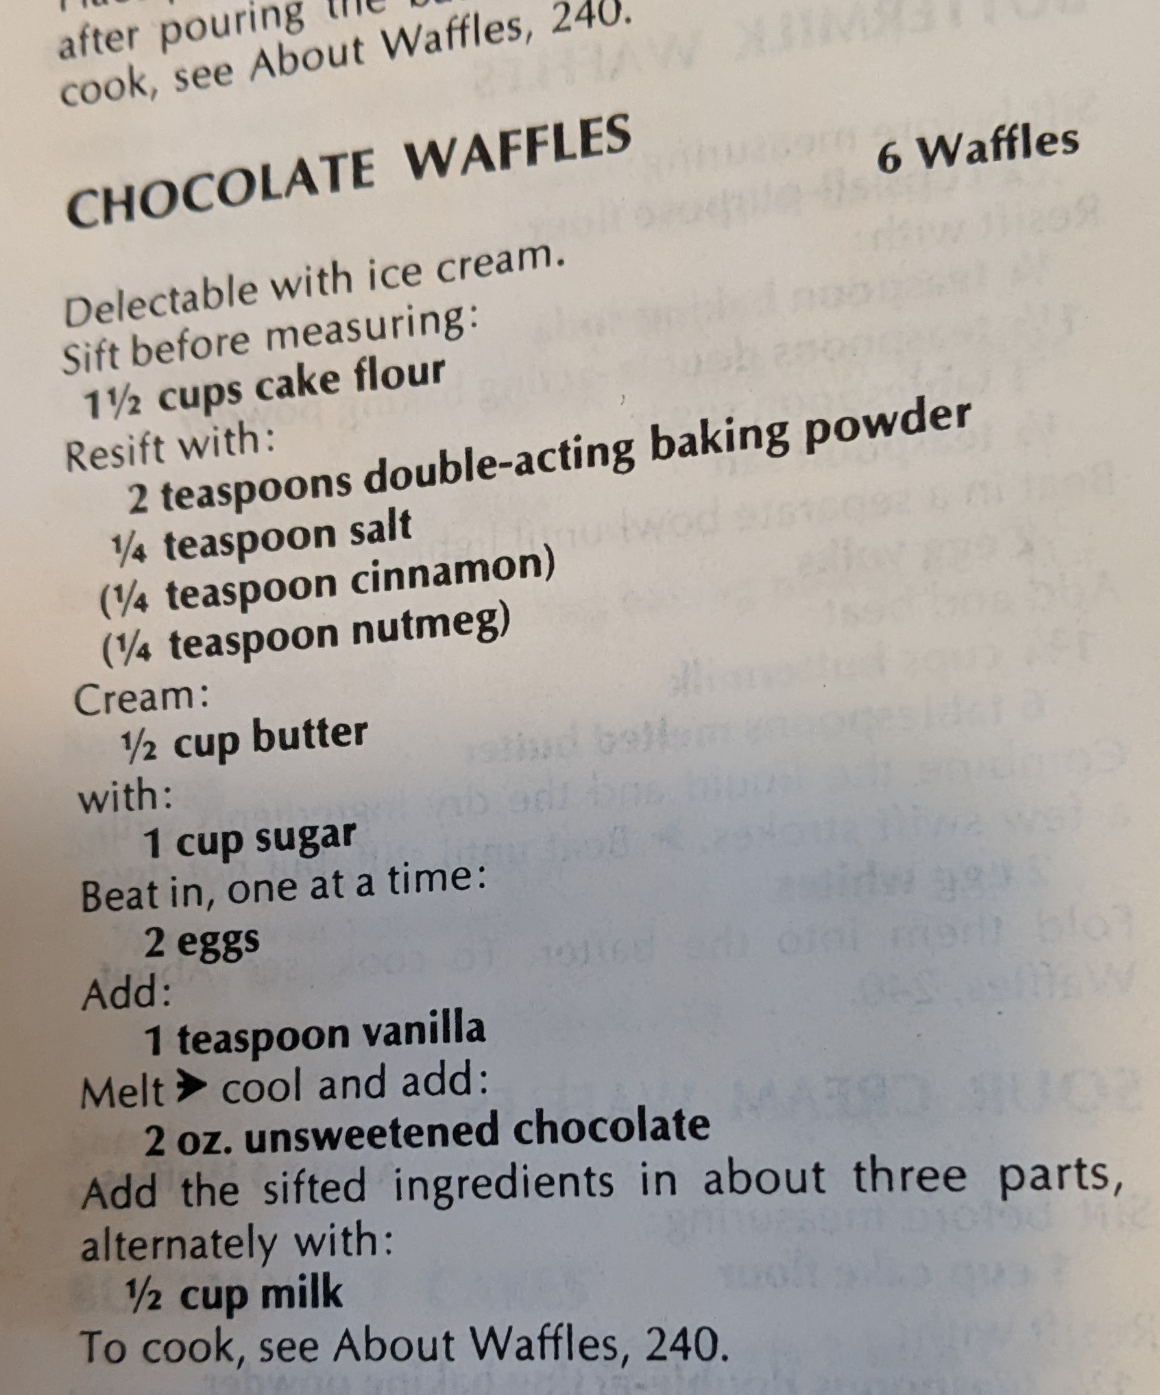 after pouring the
cook, see About Waffles, 240.
CHOCOLATE WAFFLES
6 Waffles
Delectable with ice cream.
Sift before measuring:
1½ cups cake flour
Resift with:
2 teaspoons double-acting baking powder
¼ teaspoon salt
(¼ teaspoon cinnamon)
(¼ teaspoon nutmeg)
Cream:
½ cup butter
with:
1 cup sugar
Beat in, one at a time:
2 eggs
Add:
1 teaspoon vanilla
Melt ➤ cool and add:
2 oz. unsweetened chocolate
Add the sifted ingredients in about three parts,
alternately with:
½ cup milk
To cook, see About Waffles, 240.